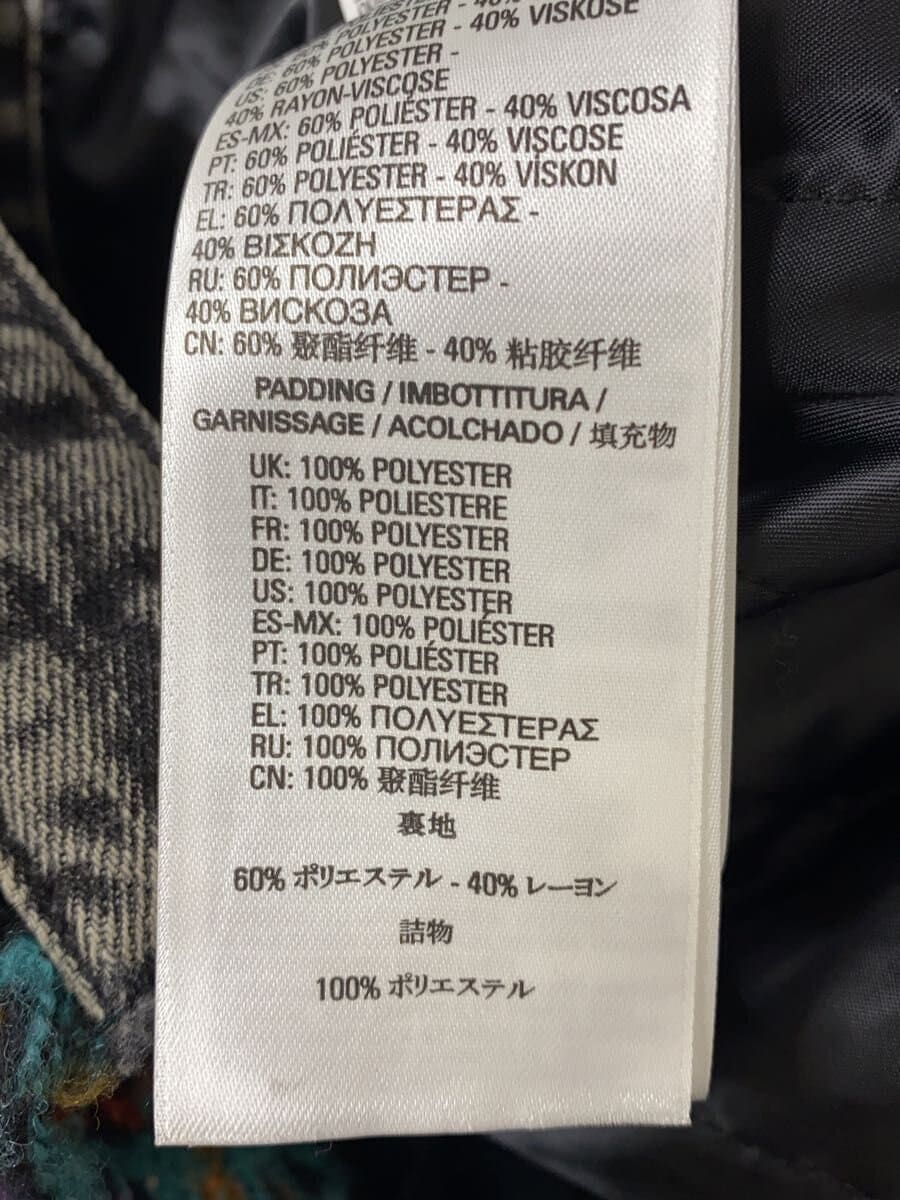 POLYESTER - 40%
DE: 60% POLYESTER - 40% VISKOSE
US: 60% POLYESTER -
40% RAYON-VISCOSE
ES-MX: 60% POLIÉSTER - 40% VISCOSA
PT: 60% POLIÉSTER - 40% VISCOSE
TR: 60% POLYESTER - 40% VİSKON
EL: 60% ΠΟΛΥΕΣΤΕΡΑΣ -
40% ΒΙΣΚΟΖΗ
RU: 60% ПОЛИЭСТЕР -
40% ВИСКОЗА
CN: 60% 聚酯纤维 - 40% 粘胶纤维
PADDING / IMBOTTITURA /
GARNISSAGE / ACOLCHADO / 填充物
UK: 100% POLYESTER
IT: 100% POLIESTERE
FR: 100% POLYESTER
DE: 100% POLYESTER
US: 100% POLYESTER
ES-MX: 100% POLIÉSTER
PT: 100% POLIÉSTER
TR: 100% POLYESTER
EL: 100% ΠΟΛΥΕΣΤΕΡΑΣ
RU: 100% ПОЛИЭСТЕР
CN: 100% 聚酯纤维
裏地
60% ポリエステル - 40% レーヨン
詰物
100% ポリエステル